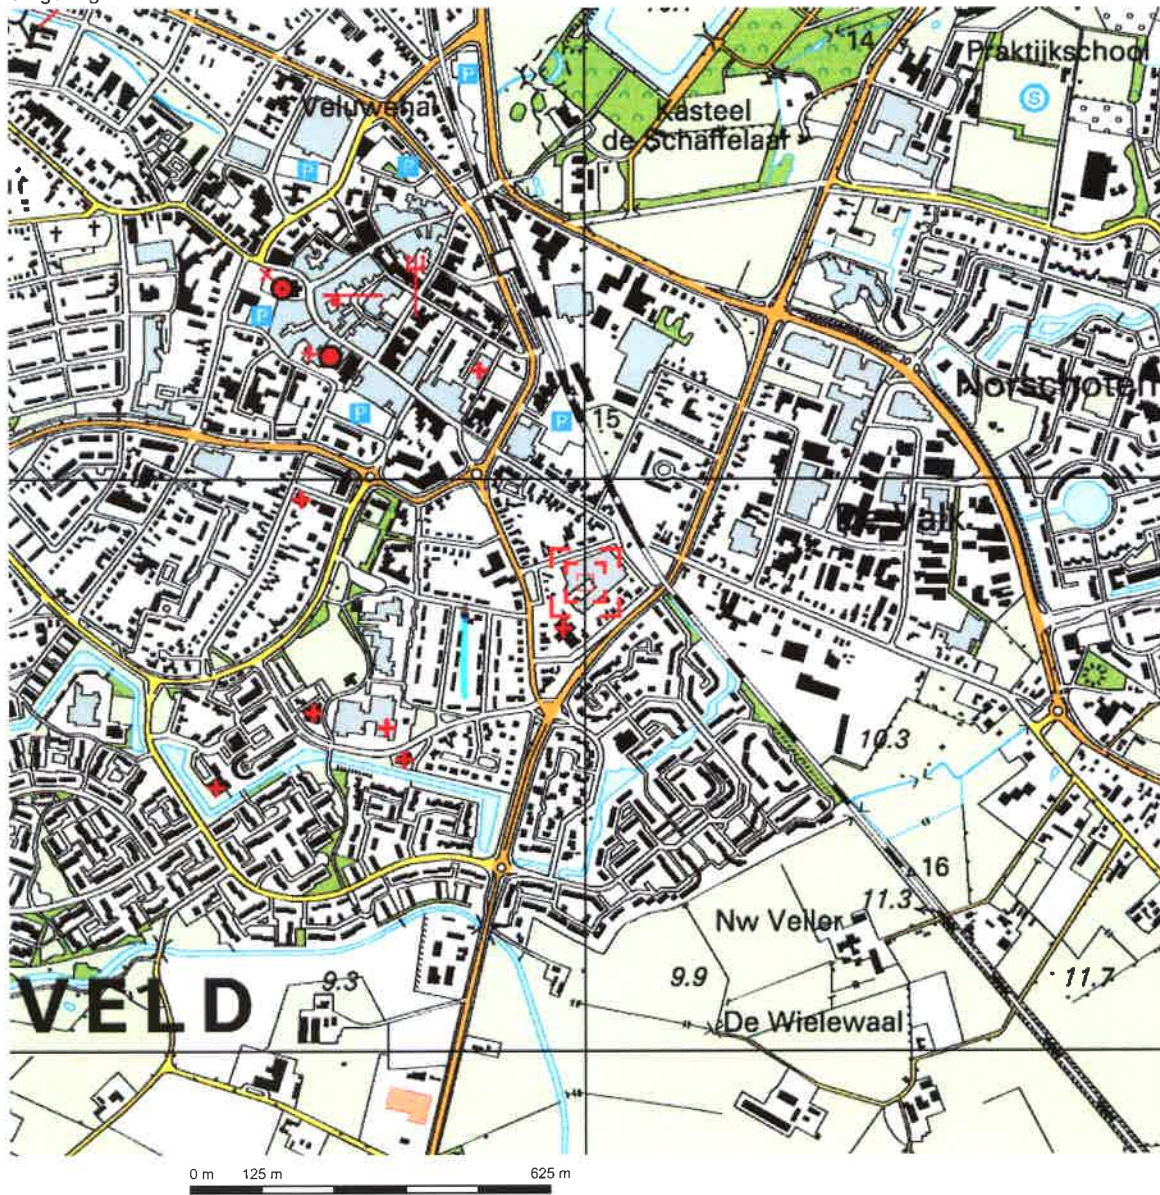 14
Praktijkschool
S
P
Veluwehal
Kasteel
de Schaffelaar
P
P
P
Norschoten
P
P
15
De Valk
10.3
16
11.3
Nw Veller
9.3
9.9
11.7
VELD
De Wielewaal
0 m 125 m 625 m